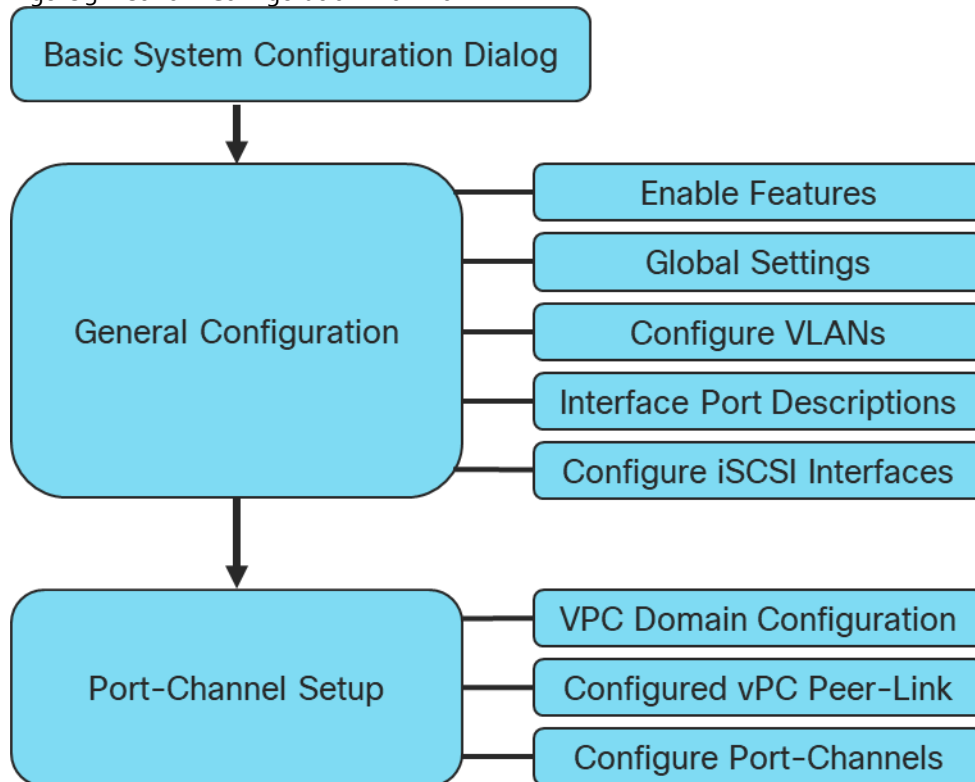 Basic System Configuration Dialog
General Configuration
Enable Features
Global Settings
Configure VLANs
Interface Port Descriptions
Configure iSCSI Interfaces
Port-Channel Setup
VPC Domain Configuration
Configured vPC Peer-Link
Configure Port-Channels